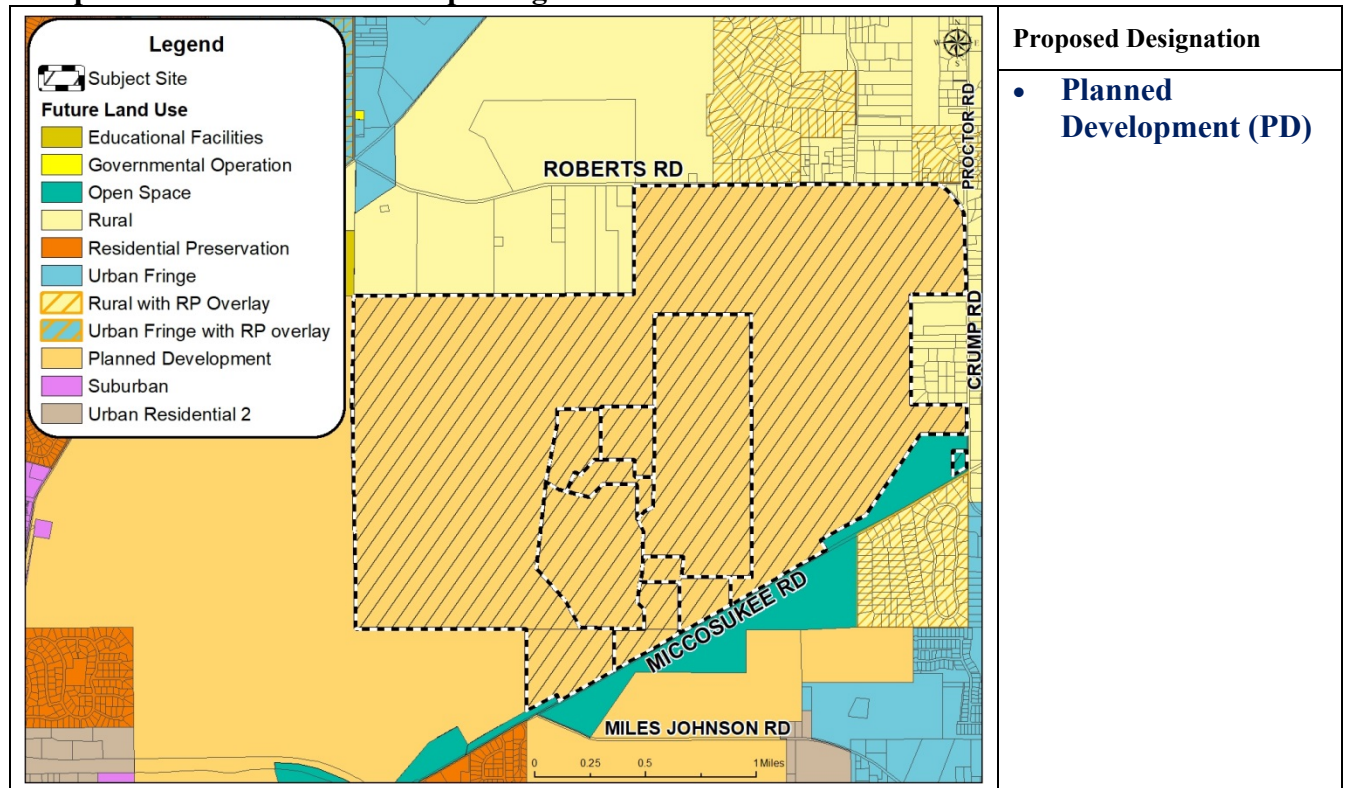 Legend
Subject Site
Future Land Use
Educational Facilities
Governmental Operation
Open Space
Rural
Residential Preservation
Urban Fringe
Rural with RP Overlay
Urban Fringe with RP overlay
Planned Development
Suburban
Urban Residential 2
N
W E
S
ROBERTS RD
PROCTOR RD
CRUMP RD
MICCOSUKEE RD
MILES JOHNSON RD
0 0.25 0.5 1 Miles
Proposed Designation
• Planned
Development (PD)